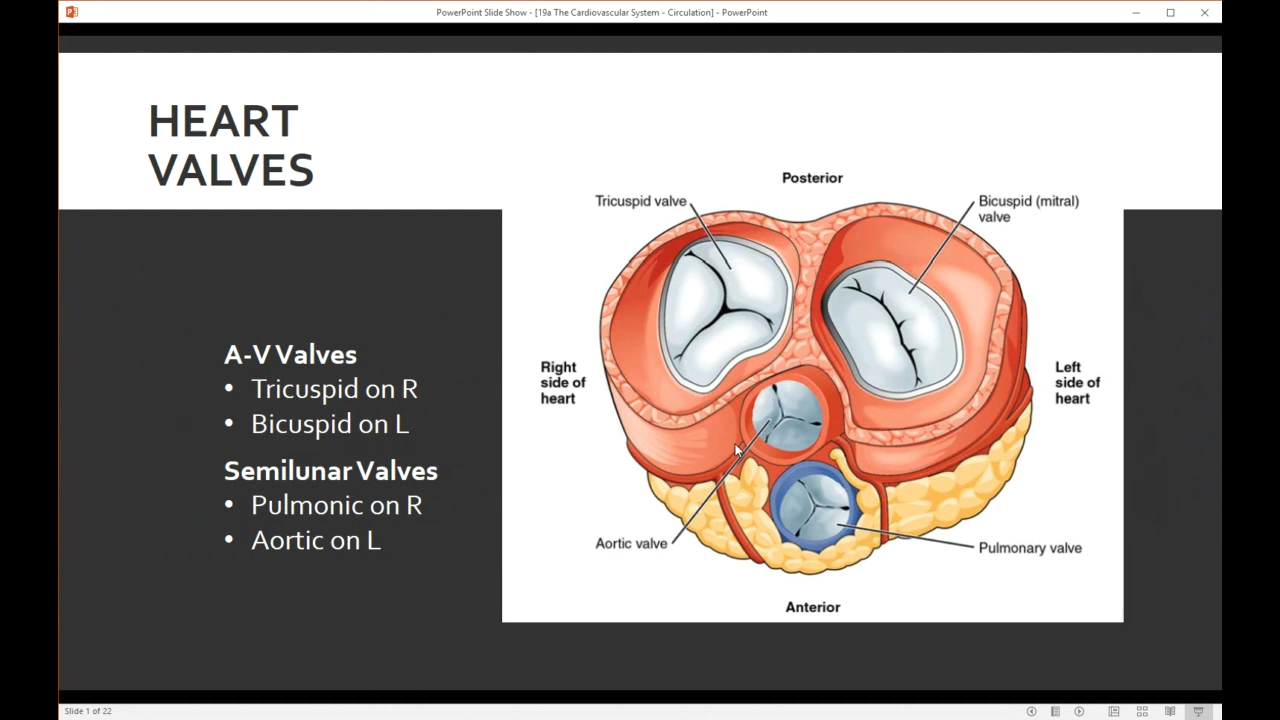 PowerPoint Slide Show - [19a The Cardiovascular System - Circulation] - PowerPoint
HEART
VALVES
A-V Valves
• Tricuspid on R
• Bicuspid on L
Semilunar Valves
• Pulmonic on R
• Aortic on L
Posterior
Tricuspid valve
Bicuspid (mitral)
valve
Right
side of
heart
Left
side of
heart
Aortic valve
Pulmonary valve
Anterior
Slide 1 of 22